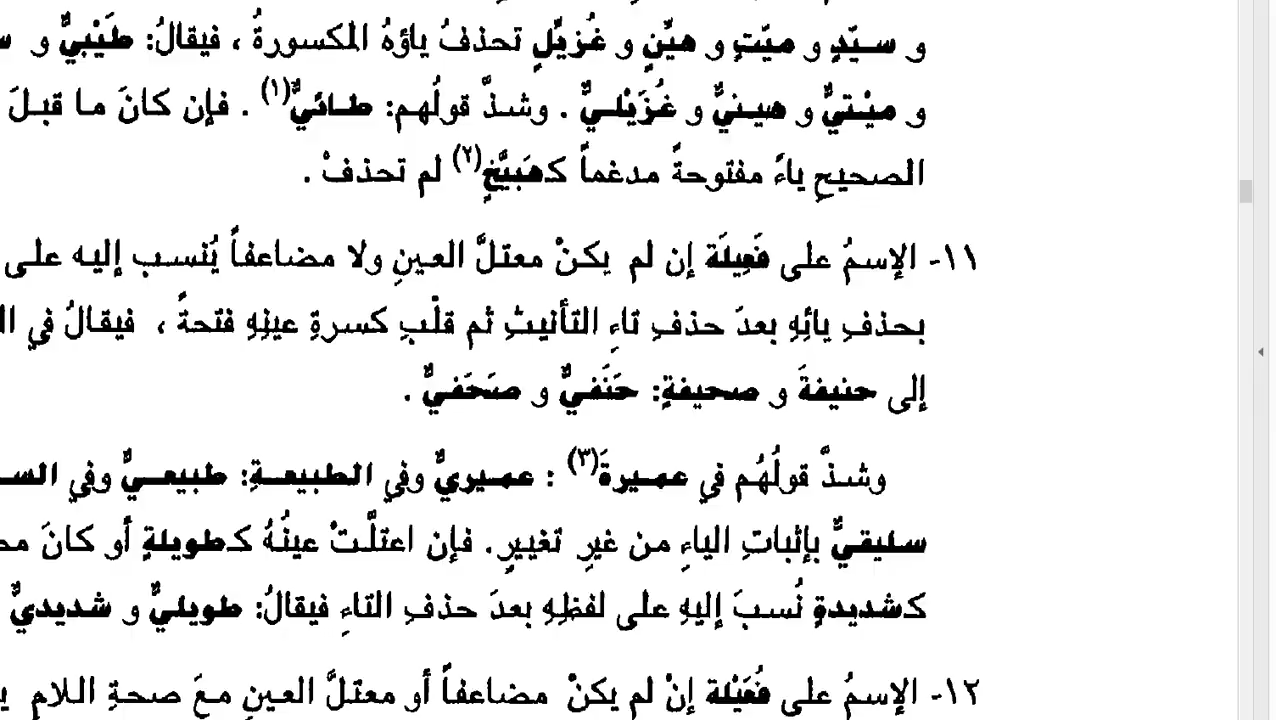 و سيّدٍ و ميّتٍ و هيّنٍ و غُزيِّلٍ تحذفُ ياؤهُ المكسورةُ ، فيقالُ: طَيْبيٌّ و
و ميْتيٌّ و هينيٌّ و غُزَيْليٌّ . وشذَّ قولُهم: طائيٌّ(١) . فإن كانَ ما قبلَ
الصحيحِ ياءً مفتوحةً مدغماً كـهَبيَّخٍ(٢) لم تحذفْ .
١١- الإسمُ على فَعِيلَة إن لم يكنْ معتلَّ العينِ ولا مضاعفاً يُنسب إليه على
بحذفِ يائِهِ بعدَ حذفِ تاءِ التأنيثِ ثم قلْبِ كسرةِ عينِهِ فتحةً ، فيقالُ في
إلى حنيفةَ و صحيفةٍ: حَنَفيٌّ و صَحَفيٌّ .
وشذَّ قولُهُم في عميرةَ(٣) : عميريٌّ وفي الطبيعةِ: طبيعيٌّ وفي
سليقيٌّ بإثباتِ الياءِ من غيرِ تغييرٍ. فإن اعتلَّتْ عينُهُ كـطويلةٍ أو كانَ
كـشديدةٍ نُسبَ إليهِ على لفظِهِ بعدَ حذفِ التاءِ فيقالُ: طويليٌّ و شديديٌّ
١٢- الإسمُ على فُعَيْلة إنْ لم يكنْ مضاعفاً أو معتلَّ العينِ معَ صحةِ اللامِ